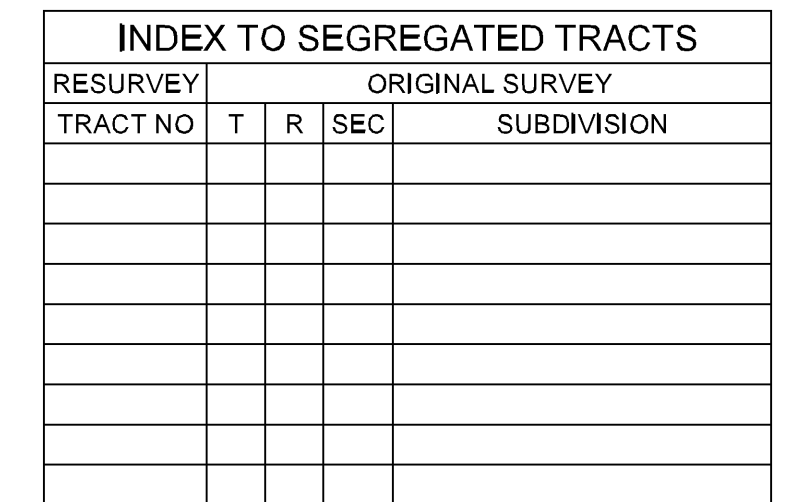 INDEX TO SEGREGATED TRACTS
RESURVEY ORIGINAL SURVEY
TRACT NO T R SEC SUBDIVISION